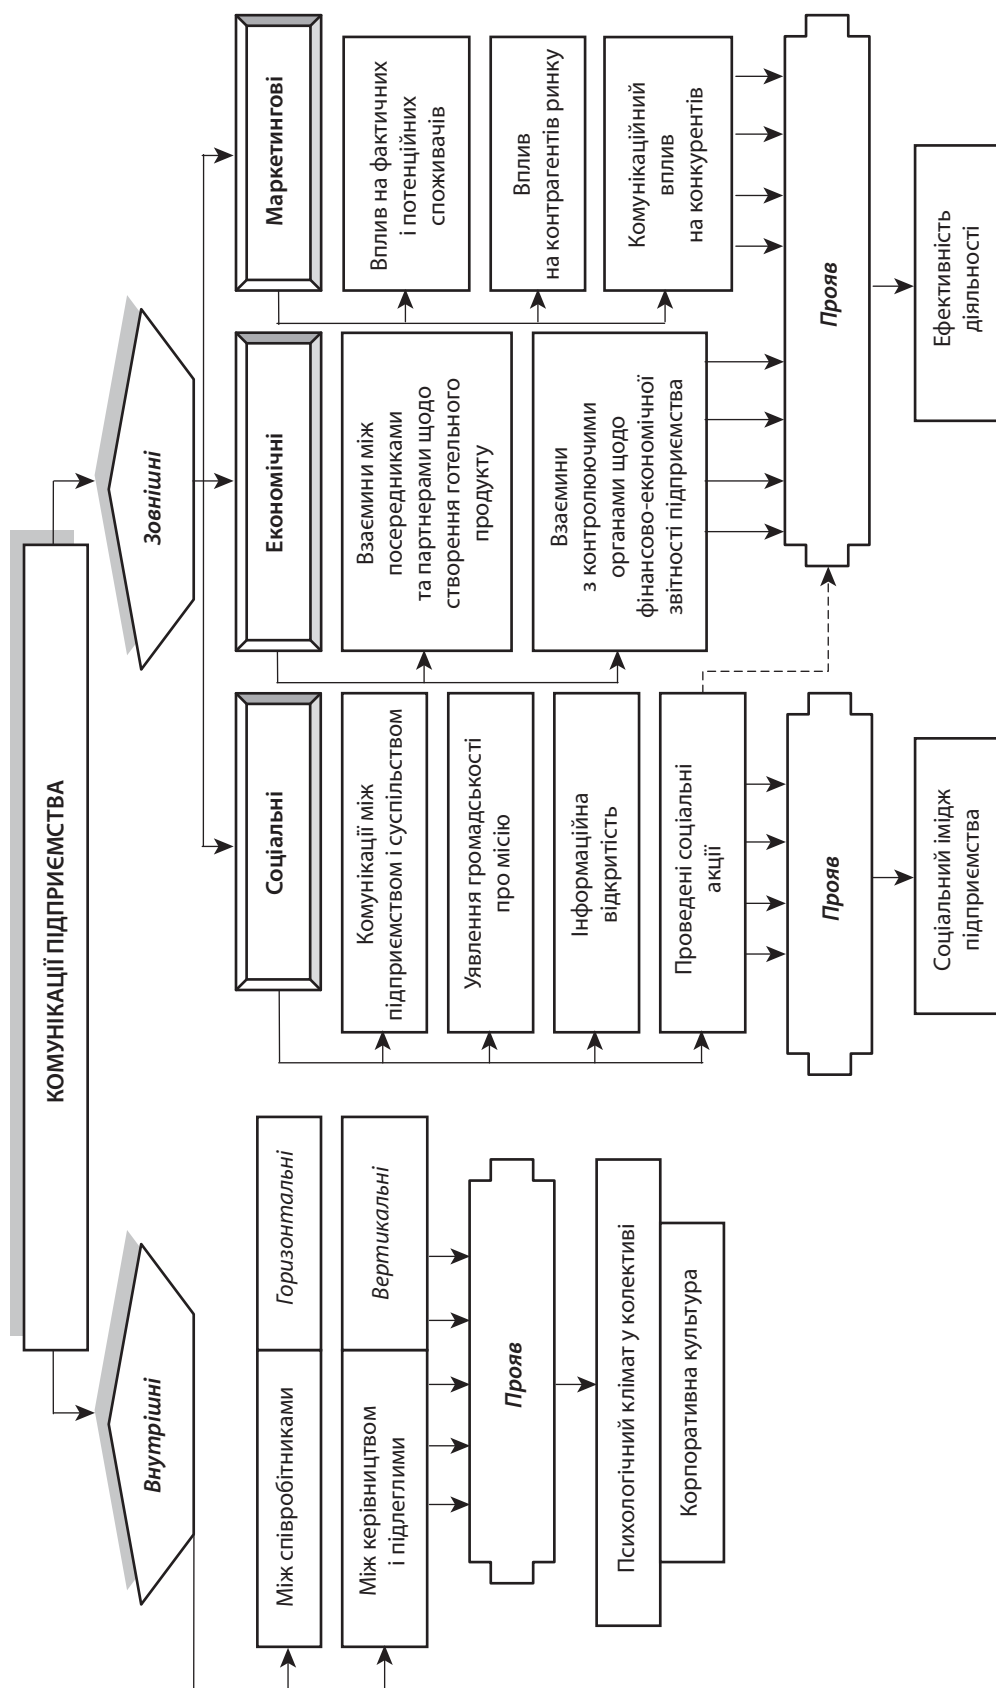 КОМУНІКАЦІЇ ПІДПРИЄМСТВА
Внутрішні
Зовнішні
Між співробітниками
Горизонтальні
Між керівництвом
і підлеглими
Вертикальні
Прояв
Психологічний клімат у колективі
Корпоративна культура
Соціальні
Комунікації між
підприємством і суспільством
Уявлення громадськості
про місію
Інформаційна
відкритість
Проведені соціальні
акції
Прояв
Соціальний імідж
підприємства
Економічні
Взаємини між
посередниками
та партнерами щодо
створення готельного
продукту
Взаємини
з контролюючими
органами щодо
фінансово-економічної
звітності підприємства
Маркетингові
Вплив на фактичних
і потенційних
споживачів
Вплив
на контрагентів ринку
Комунікаційний
вплив
на конкурентів
Прояв
Ефективність
діяльності